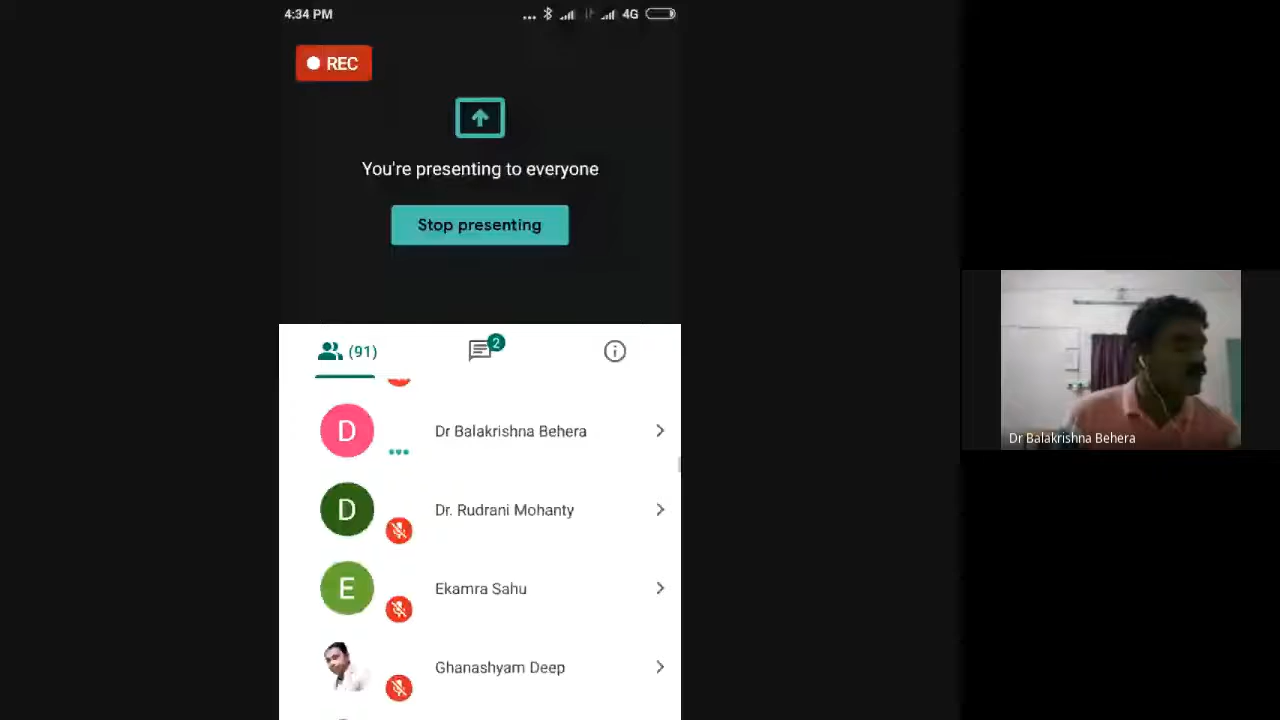 4:34 PM
4G
REC
You're presenting to everyone
Stop presenting
(91)
2
D
Dr Balakrishna Behera
D
Dr. Rudrani Mohanty
E
Ekamra Sahu
Ghanashyam Deep
Dr Balakrishna Behera